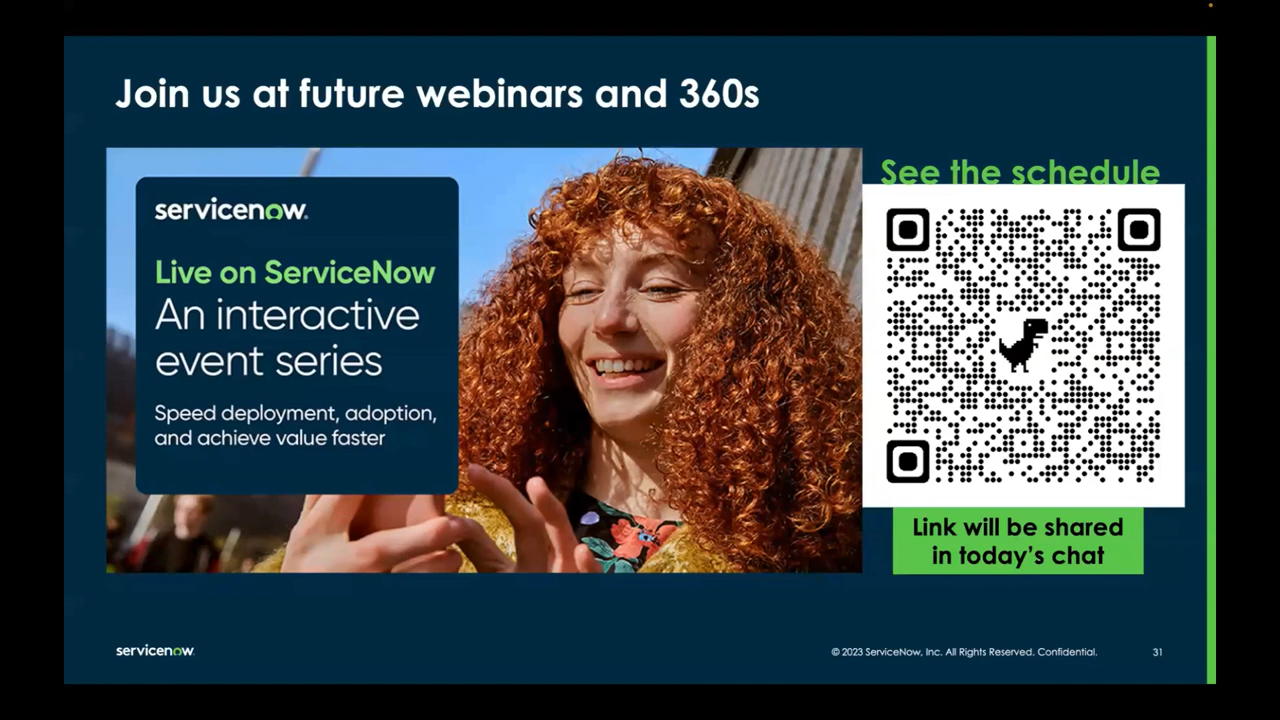 Join us at future webinars and 360s
servicenow®
Live on ServiceNow
An interactive
event series
Speed deployment, adoption,
and achieve value faster
See the schedule
Link will be shared
in today's chat
servicenow
© 2023 ServiceNow, Inc. All Rights Reserved. Confidential.
31